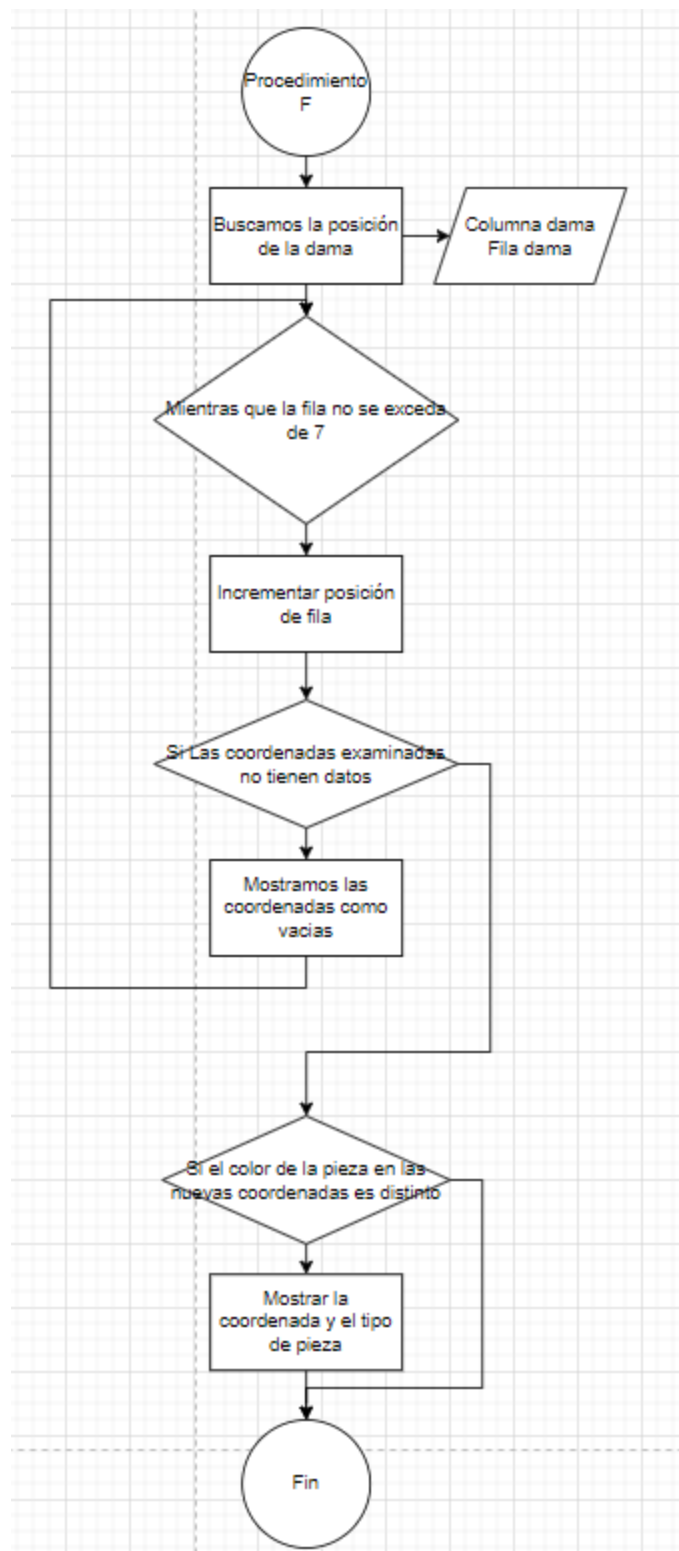 Procedimiento
F
Buscamos la posición
de la dama
Columna dama
Fila dama
Mientras que la fila no se exceda
de 7
Incrementar posición
de fila
Si Las coordenadas examinadas
no tienen datos
Mostramos las
coordenadas como
vacias
Si el color de la pieza en las
nuevas coordenadas es distinto
Mostrar la
coordenada y el tipo
de pieza
Fin